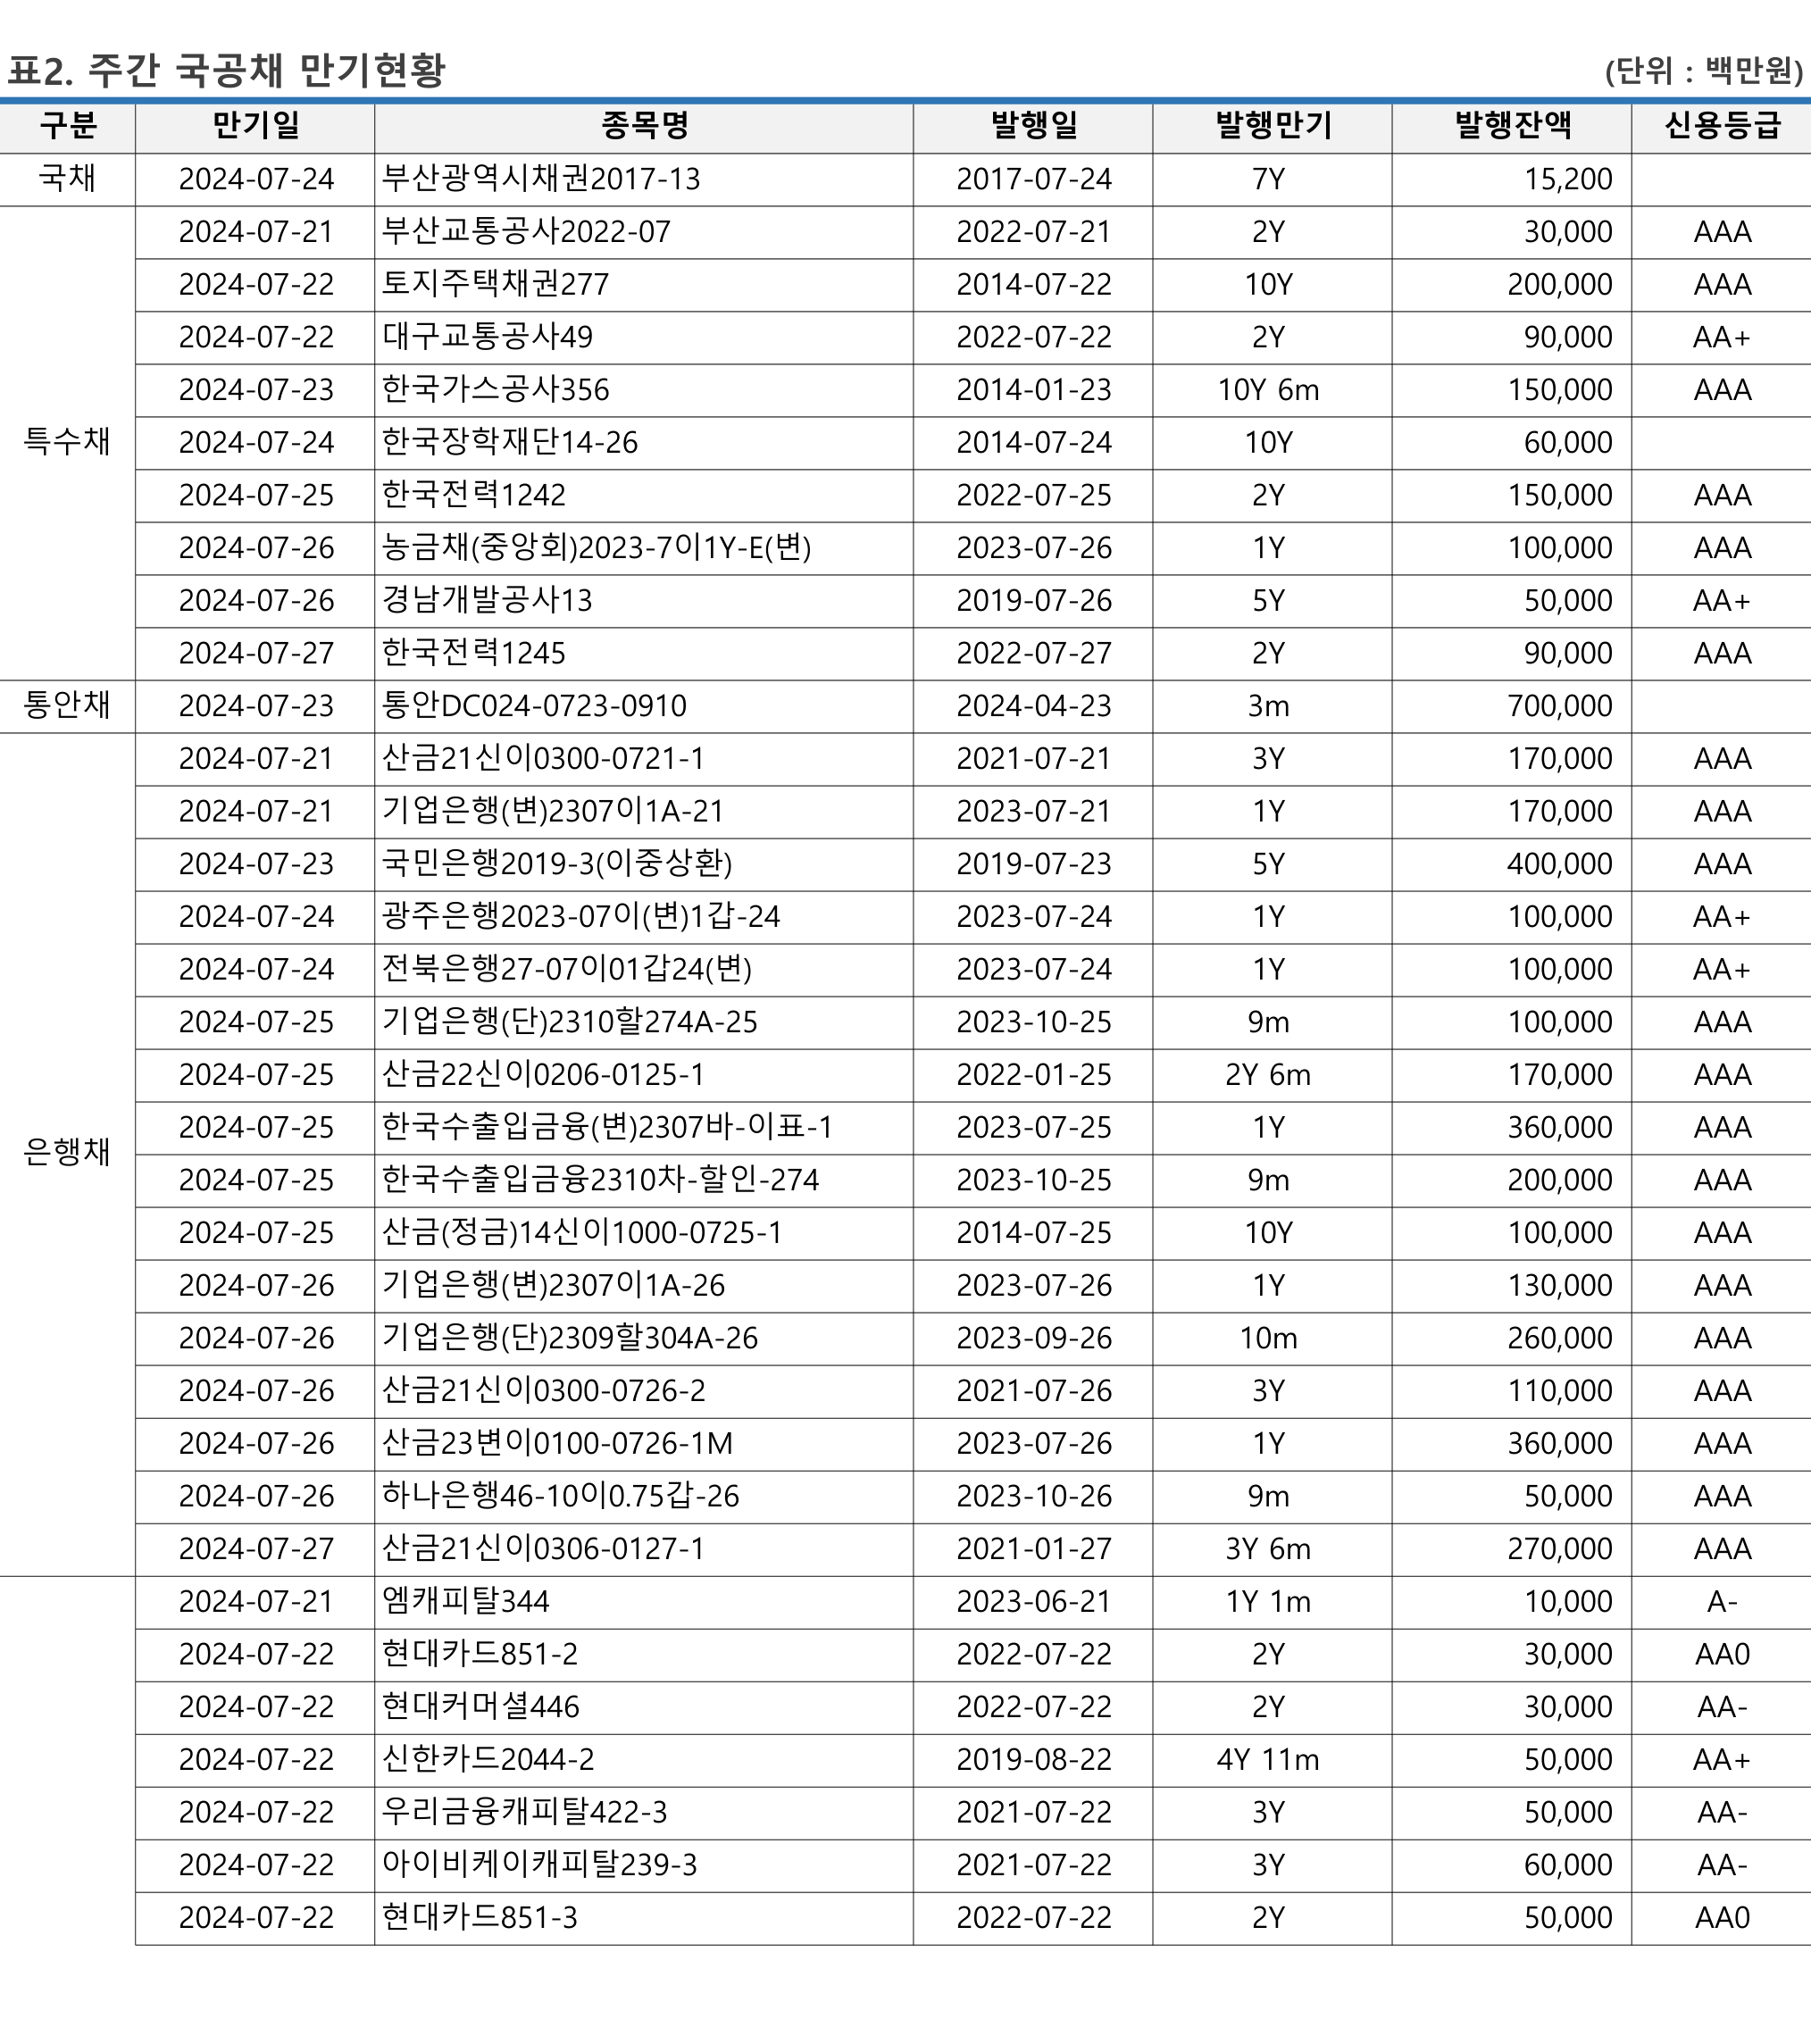 표2. 주간 국공채 만기현황 (단위 : 백만원)
구분 만기일 종목명 발행일 발행만기 발행잔액 신용등급
국채 2024-07-24 부산광역시채권2017-13 2017-07-24 7Y 15,200
특수채 2024-07-21 부산교통공사2022-07 2022-07-21 2Y 30,000 AAA
2024-07-22 토지주택채권277 2014-07-22 10Y 200,000 AAA
2024-07-22 대구교통공사49 2022-07-22 2Y 90,000 AA+
2024-07-23 한국가스공사356 2014-01-23 10Y 6m 150,000 AAA
2024-07-24 한국장학재단14-26 2014-07-24 10Y 60,000
2024-07-25 한국전력1242 2022-07-25 2Y 150,000 AAA
2024-07-26 농금채(중앙회)2023-7이1Y-E(변) 2023-07-26 1Y 100,000 AAA
2024-07-26 경남개발공사13 2019-07-26 5Y 50,000 AA+
2024-07-27 한국전력1245 2022-07-27 2Y 90,000 AAA
통안채 2024-07-23 통안DC024-0723-0910 2024-04-23 3m 700,000
은행채 2024-07-21 산금21신이0300-0721-1 2021-07-21 3Y 170,000 AAA
2024-07-21 기업은행(변)2307이1A-21 2023-07-21 1Y 170,000 AAA
2024-07-23 국민은행2019-3(이중상환) 2019-07-23 5Y 400,000 AAA
2024-07-24 광주은행2023-07이(변)1갑-24 2023-07-24 1Y 100,000 AA+
2024-07-24 전북은행27-07이01갑24(변) 2023-07-24 1Y 100,000 AA+
2024-07-25 기업은행(단)2310할274A-25 2023-10-25 9m 100,000 AAA
2024-07-25 산금22신이0206-0125-1 2022-01-25 2Y 6m 170,000 AAA
2024-07-25 한국수출입금융(변)2307바-이표-1 2023-07-25 1Y 360,000 AAA
2024-07-25 한국수출입금융2310차-할인-274 2023-10-25 9m 200,000 AAA
2024-07-25 산금(정금)14신이1000-0725-1 2014-07-25 10Y 100,000 AAA
2024-07-26 기업은행(변)2307이1A-26 2023-07-26 1Y 130,000 AAA
2024-07-26 기업은행(단)2309할304A-26 2023-09-26 10m 260,000 AAA
2024-07-26 산금21신이0300-0726-2 2021-07-26 3Y 110,000 AAA
2024-07-26 산금23변이0100-0726-1M 2023-07-26 1Y 360,000 AAA
2024-07-26 하나은행46-10이0.75갑-26 2023-10-26 9m 50,000 AAA
2024-07-27 산금21신이0306-0127-1 2021-01-27 3Y 6m 270,000 AAA
2024-07-21 엠캐피탈344 2023-06-21 1Y 1m 10,000 A-
2024-07-22 현대카드851-2 2022-07-22 2Y 30,000 AA0
2024-07-22 현대커머셜446 2022-07-22 2Y 30,000 AA-
2024-07-22 신한카드2044-2 2019-08-22 4Y 11m 50,000 AA+
2024-07-22 우리금융캐피탈422-3 2021-07-22 3Y 50,000 AA-
2024-07-22 아이비케이캐피탈239-3 2021-07-22 3Y 60,000 AA-
2024-07-22 현대카드851-3 2022-07-22 2Y 50,000 AA0